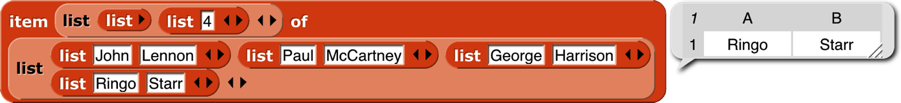 item list list list 4 of
1 A B
1 Ringo Starr
list list John Lennon list Paul McCartney list George Harrison
list Ringo Starr